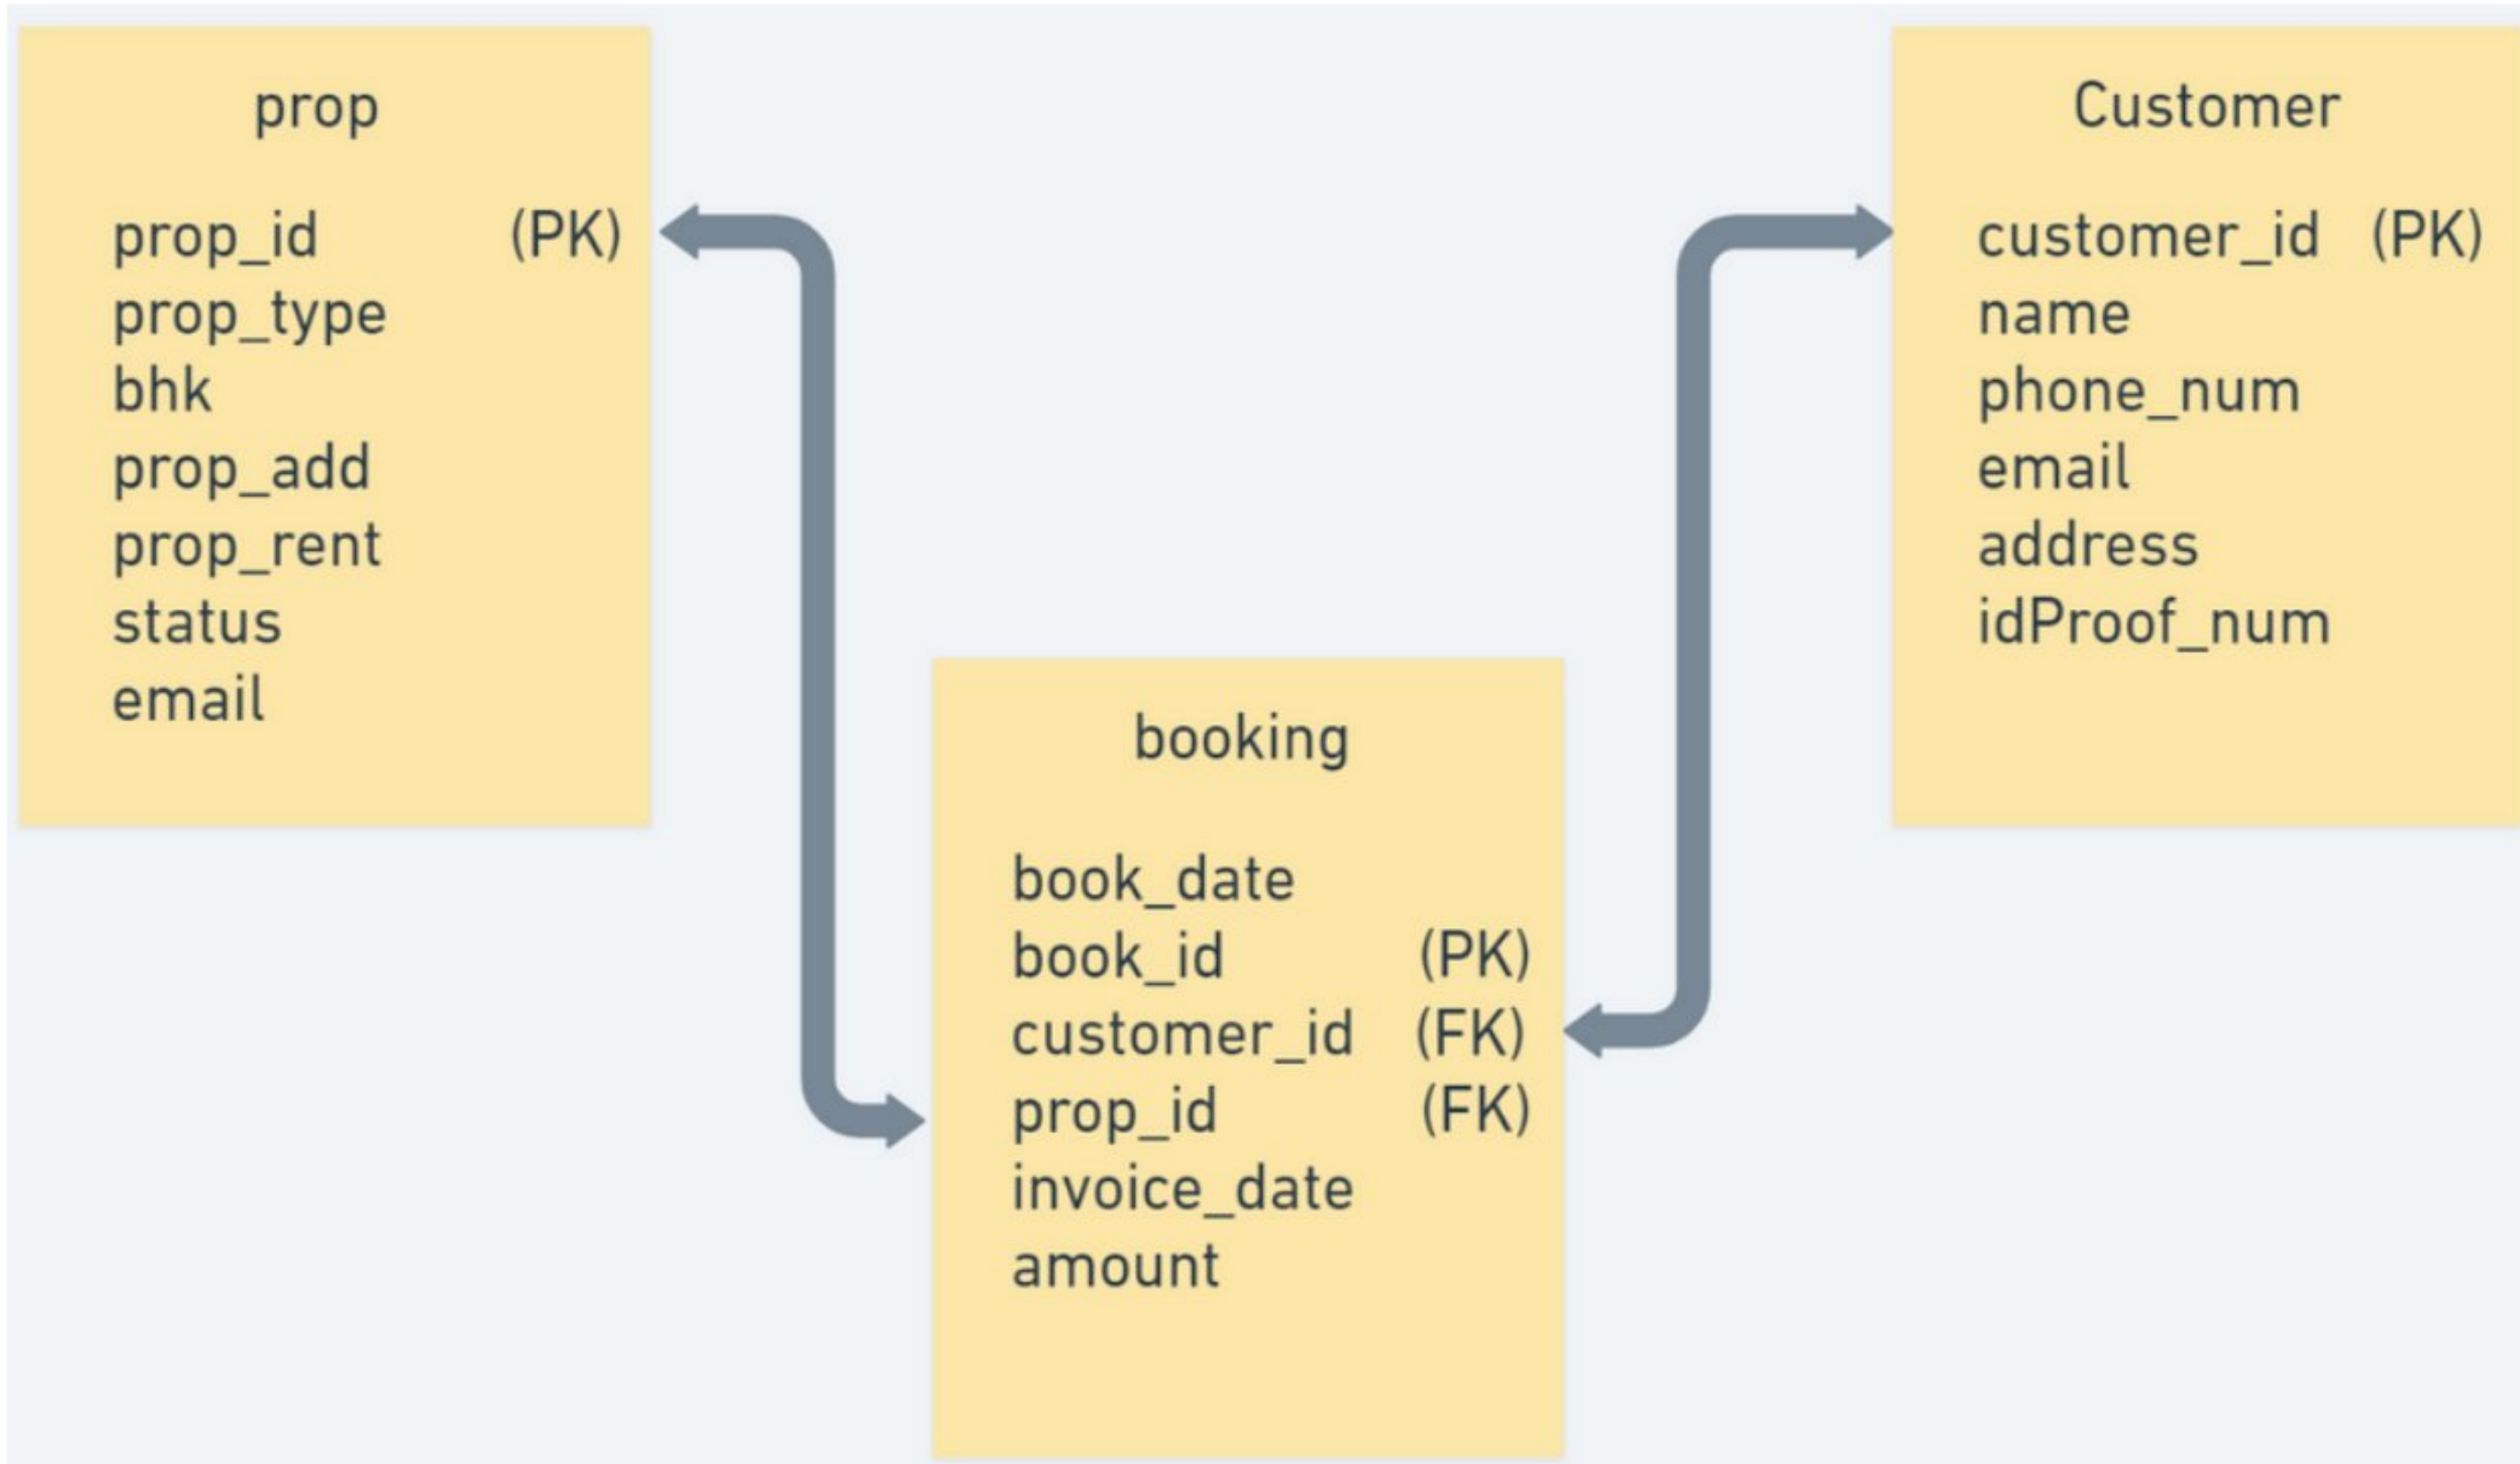 prop
prop_id (PK)
prop_type
bhk
prop_add
prop_rent
status
email
Customer
customer_id (PK)
name
phone_num
email
address
idProof_num
booking
book_date
book_id (PK)
customer_id (FK)
prop_id (FK)
invoice_date
amount